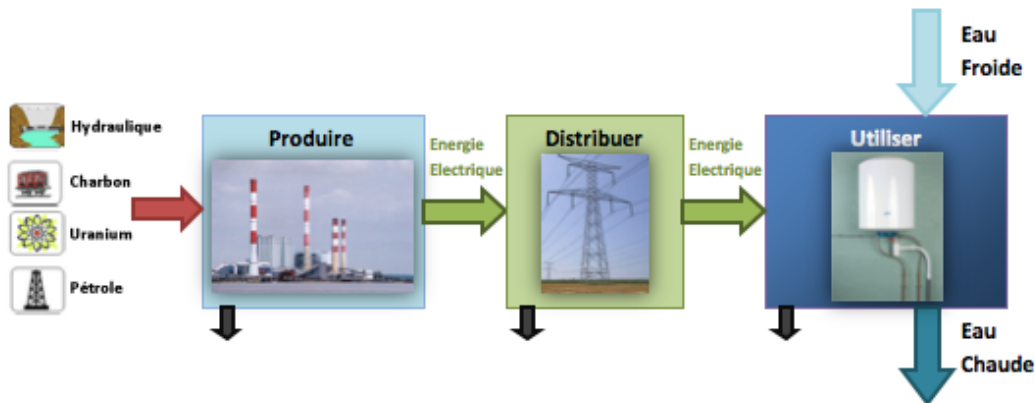 Eau
Froide
Hydraulique
Charbon
Uranium
Pétrole
Produire
Energie
Electrique
Distribuer
Energie
Electrique
Utiliser
Eau
Chaude